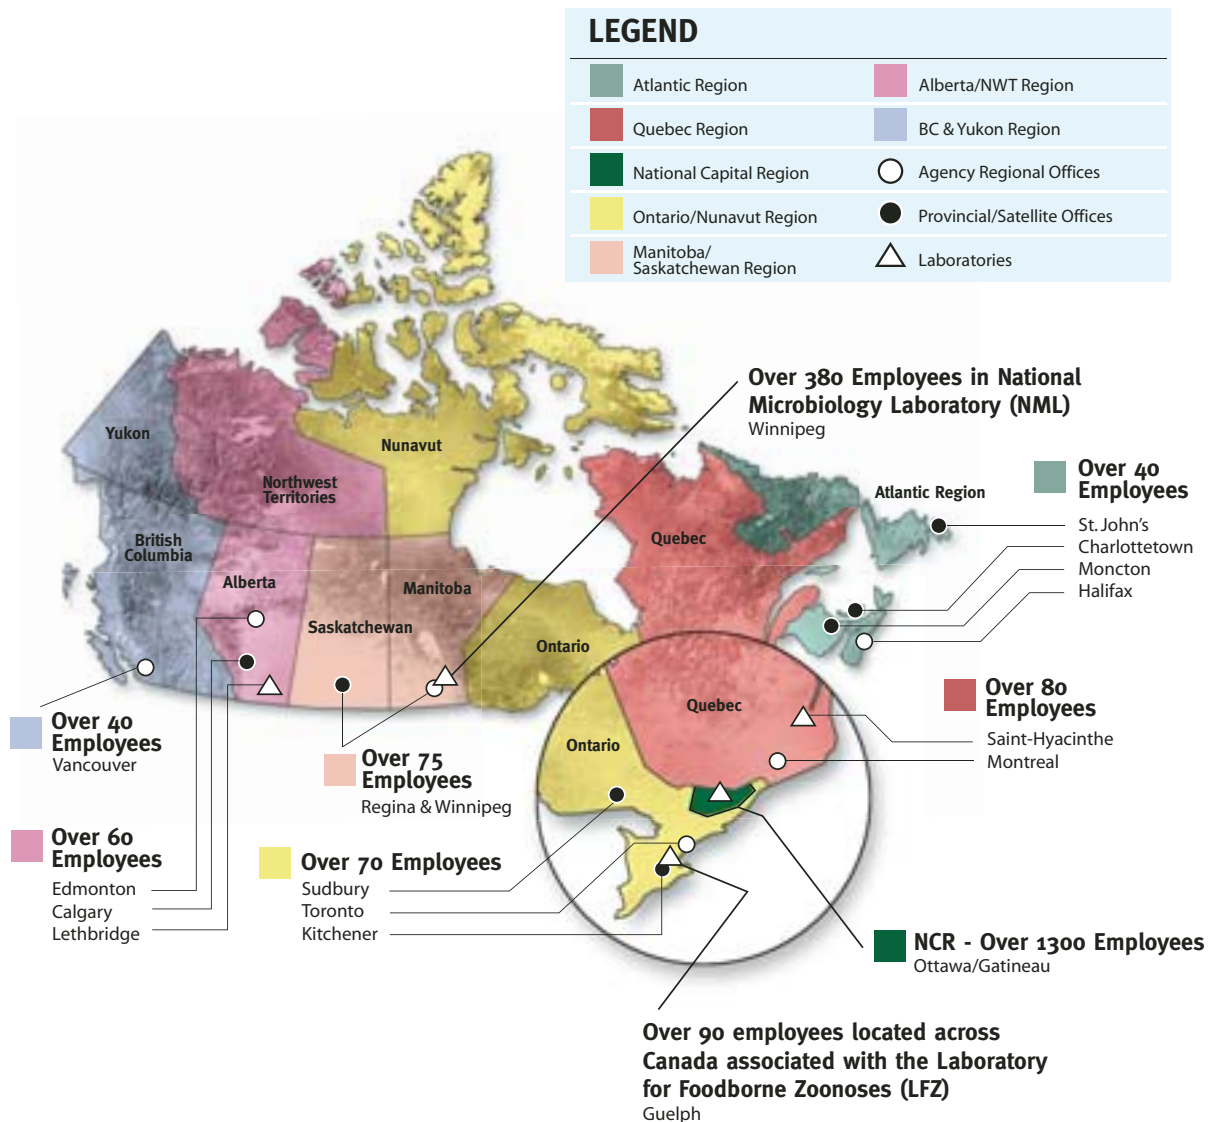 LEGEND
Atlantic Region
Alberta/NWT Region
Quebec Region
BC & Yukon Region
National Capital Region
Agency Regional Offices
Ontario/Nunavut Region
Provincial/Satellite Offices
Manitoba/
Saskatchewan Region
Laboratories
Over 380 Employees in National
Microbiology Laboratory (NML)
Winnipeg
Yukon
Nunavut
Northwest
Territories
British
Columbia
Alberta
Manitoba
Saskatchewan
Ontario
Quebec
Atlantic Region
Over 40
Employees
St. John's
Charlottetown
Moncton
Halifax
Quebec
Ontario
Over 80
Employees
Saint-Hyacinthe
Montreal
Over 40
Employees
Vancouver
Over 75
Employees
Regina & Winnipeg
Over 60
Employees
Edmonton
Calgary
Lethbridge
Over 70 Employees
Sudbury
Toronto
Kitchener
NCR - Over 1300 Employees
Ottawa/Gatineau
Over 90 employees located across
Canada associated with the Laboratory
for Foodborne Zoonoses (LFZ)
Guelph